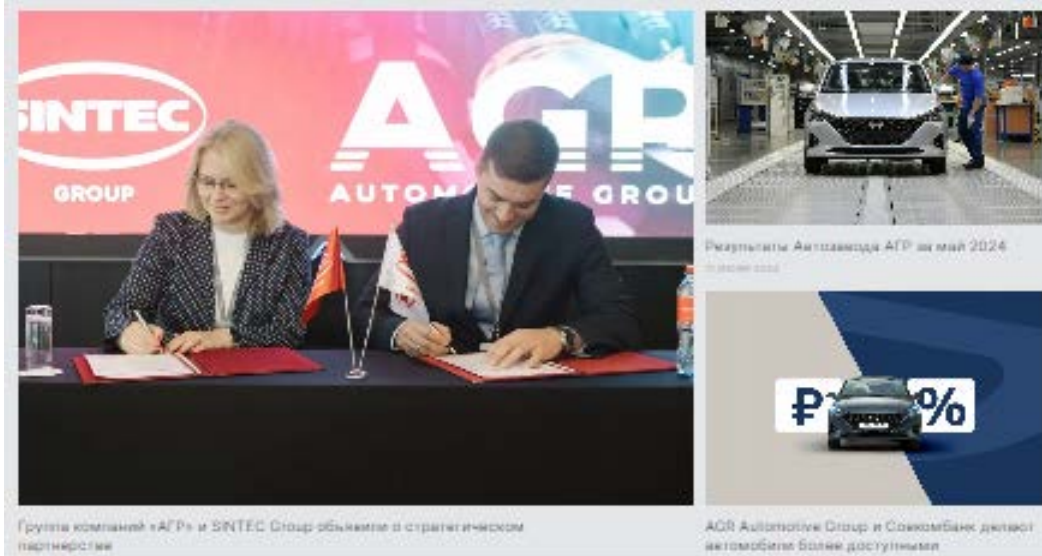 SINTEC
GROUP
AGR
AUTOMOTIVE GROU
Результаты Автозавода АГР за май 2024
₽ %
Группа компаний «АГР» и SINTEC Group объявили о стратегическом
партнерстве
AGR Automotive Group и Совкомбанк делают
автомобили более доступными